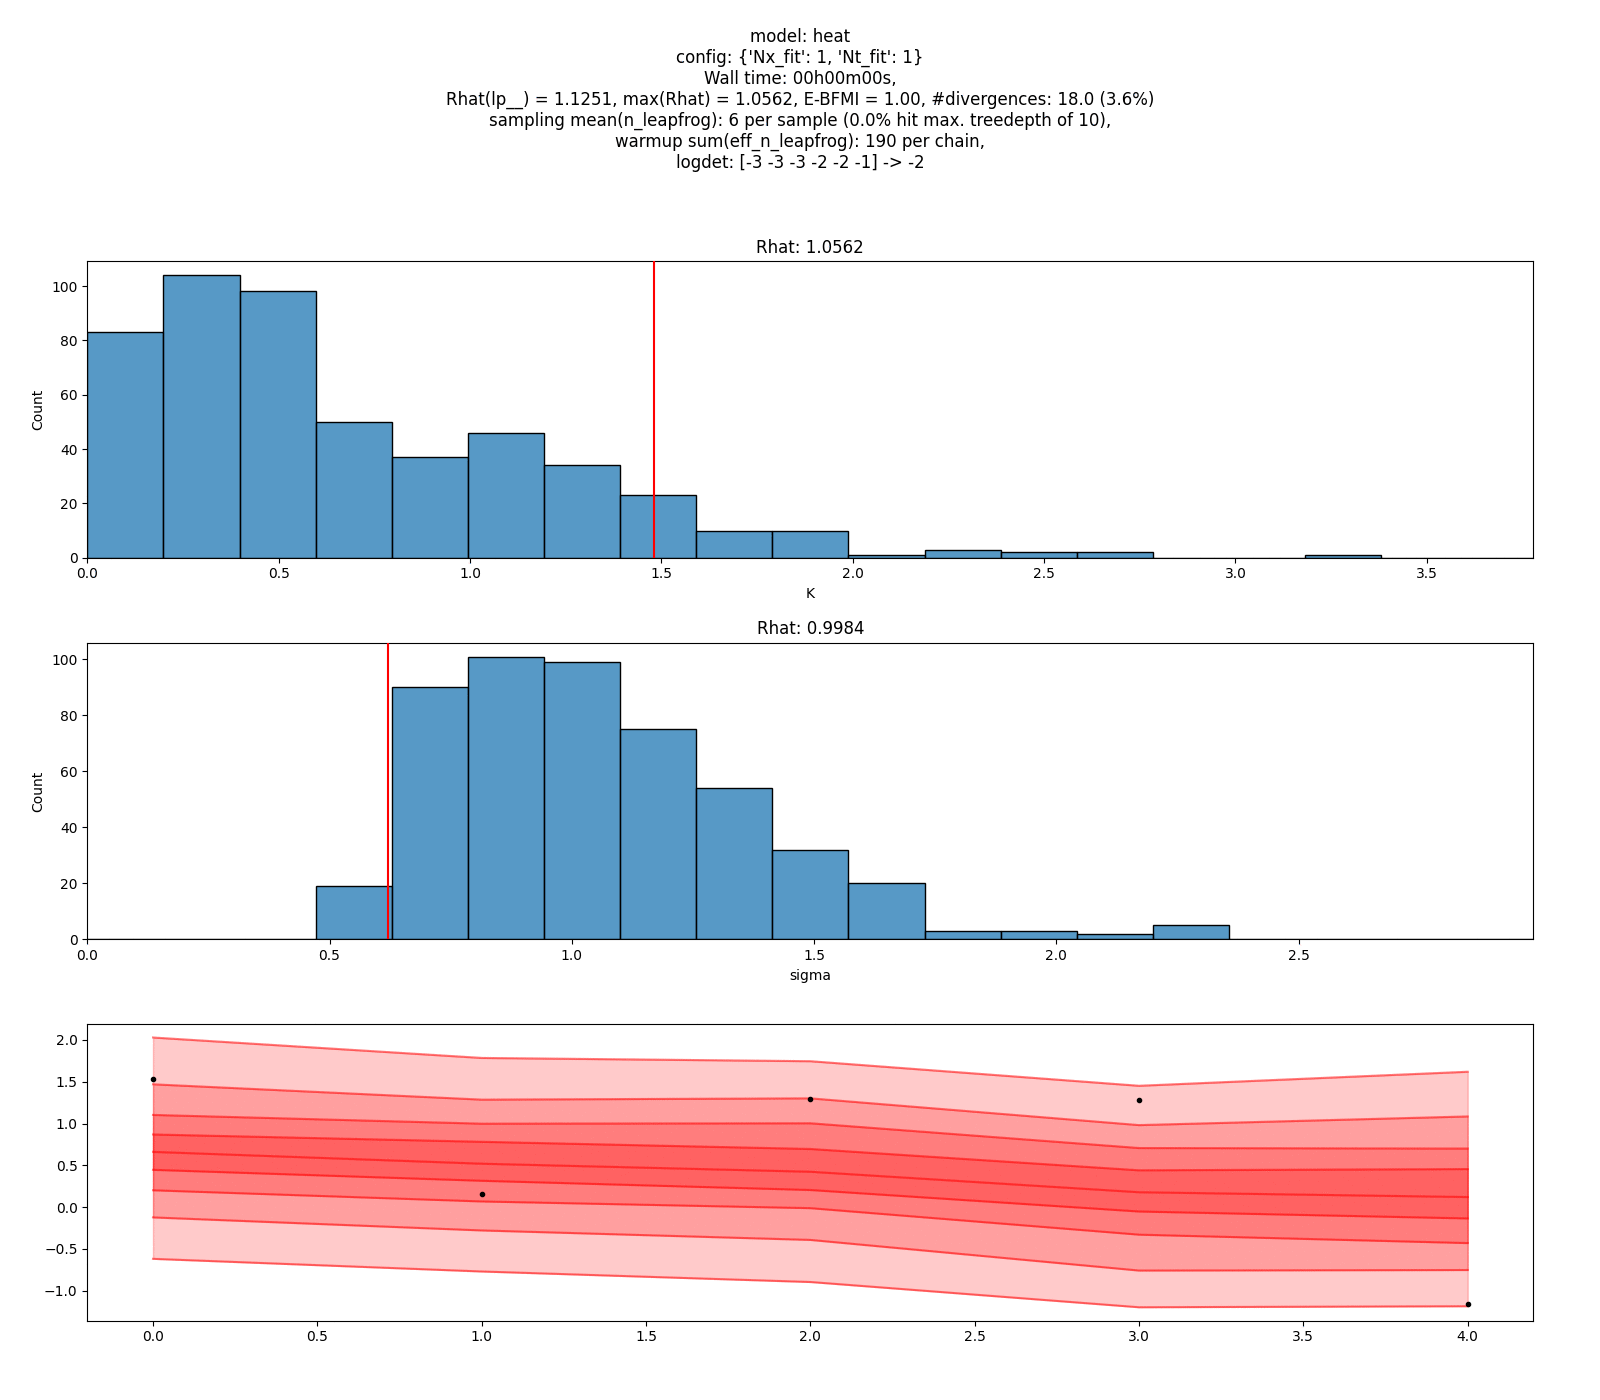 model: heat
config: {'Nx_fit': 1, 'Nt_fit': 1}
Wall time: 00h00m00s,
Rhat(lp__) = 1.1251, max(Rhat) = 1.0562, E-BFMI = 1.00, #divergences: 18.0 (3.6%)
sampling mean(n_leapfrog): 6 per sample (0.0% hit max. treedepth of 10),
warmup sum(eff_n_leapfrog): 190 per chain,
logdet: [-3 -3 -3 -2 -2 -1] -> -2
Rhat: 1.0562
100
80
60
40
20
0
Count
0.0 0.5 1.0 1.5 2.0 2.5 3.0 3.5
K
Rhat: 0.9984
100
80
60
40
20
0
Count
0.0 0.5 1.0 1.5 2.0 2.5
sigma
2.0
1.5
1.0
0.5
0.0
−0.5
−1.0
0.0 0.5 1.0 1.5 2.0 2.5 3.0 3.5 4.0